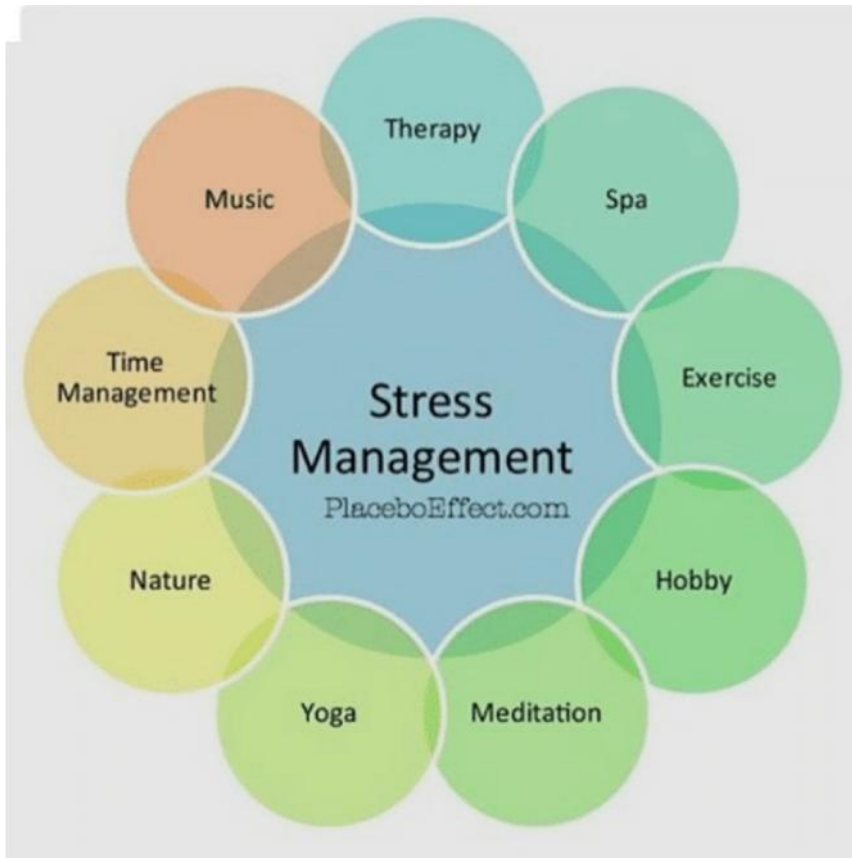 Therapy
Spa
Exercise
Hobby
Meditation
Yoga
Nature
Time
Management
Music
Stress
Management
PlaceboEffect.com